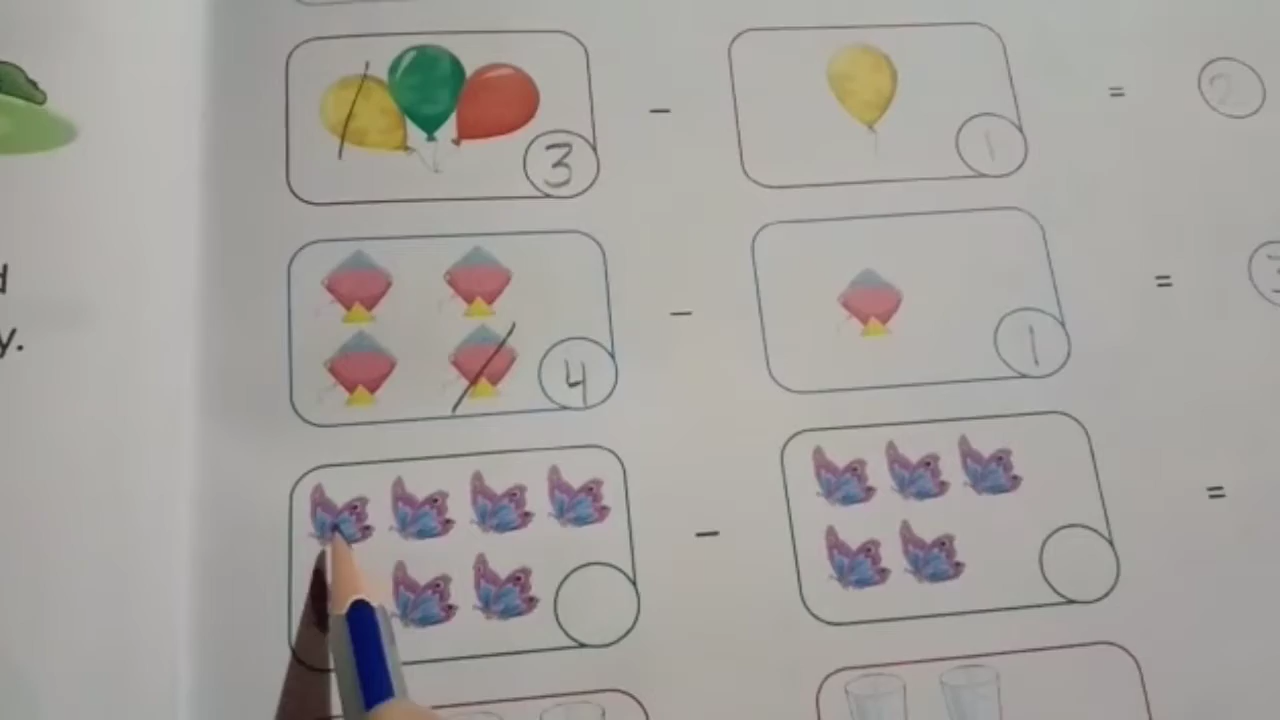 3 - 1 = 2
4 - 1 =
d
- =
y.